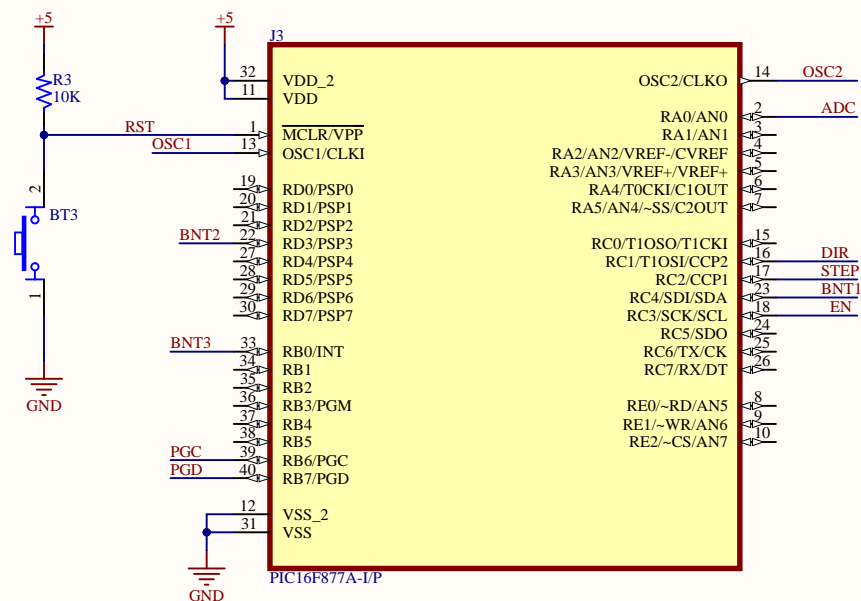 +5
+5
J3
R3
10K
32
VDD_2
11
VDD
OSC2/CLKO
14
OSC2
RST
1
MCLR/VPP
OSC1
13
OSC1/CLKI
RA0/AN0
2
ADC
RA1/AN1
3
RA2/AN2/VREF-/CVREF
4
RA3/AN3/VREF+/VREF+
5
RA4/T0CKI/C1OUT
6
RA5/AN4/~SS/C2OUT
7
2
BT3
1
GND
19
RD0/PSP0
20
RD1/PSP1
21
RD2/PSP2
BNT2
22
RD3/PSP3
27
RD4/PSP4
28
RD5/PSP5
29
RD6/PSP6
30
RD7/PSP7
RC0/T1OSO/T1CKI
15
RC1/T1OSI/CCP2
16
DIR
RC2/CCP1
17
STEP
RC4/SDI/SDA
23
BNT1
RC3/SCK/SCL
18
EN
RC5/SDO
24
RC6/TX/CK
25
RC7/RX/DT
26
BNT3
33
RB0/INT
34
RB1
35
RB2
36
RB3/PGM
37
RB4
38
RB5
PGC
39
RB6/PGC
PGD
40
RB7/PGD
RE0/~RD/AN5
8
RE1/~WR/AN6
9
RE2/~CS/AN7
10
12
VSS_2
31
VSS
GND
PIC16F877A-I/P